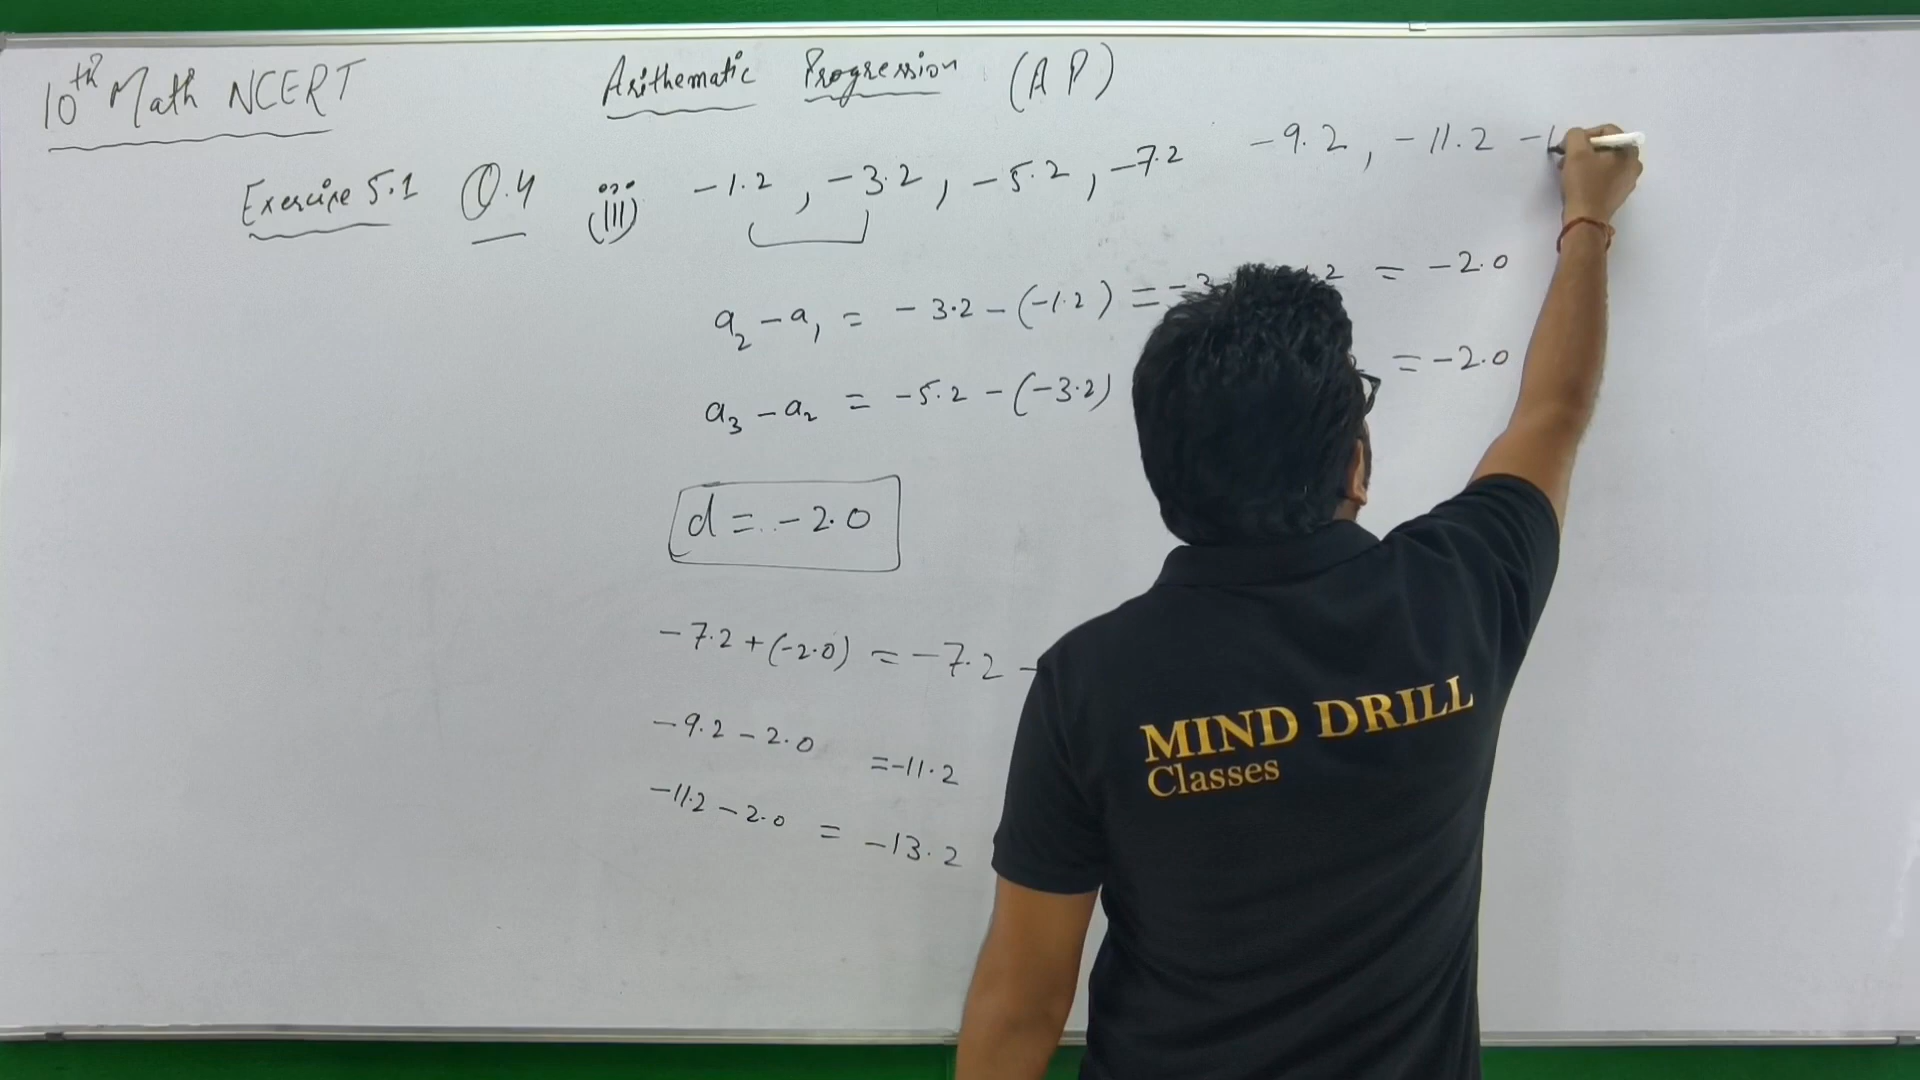 10th Math NCERT
Arithematic Progression (AP)
Exercise 5.1 Q.4 (iii) -1.2, -3.2, -5.2, -7.2 -9.2, -11.2 -1
a2 - a1 = -3.2 - (-1.2) = -3 .2 = -2.0
a3 - a2 = -5.2 - (-3.2) = -2.0
d = -2.0
-7.2 + (-2.0) = -7.2 -
-9.2 - 2.0 = -11.2
-11.2 - 2.0 = -13.2
MIND DRILL
Classes